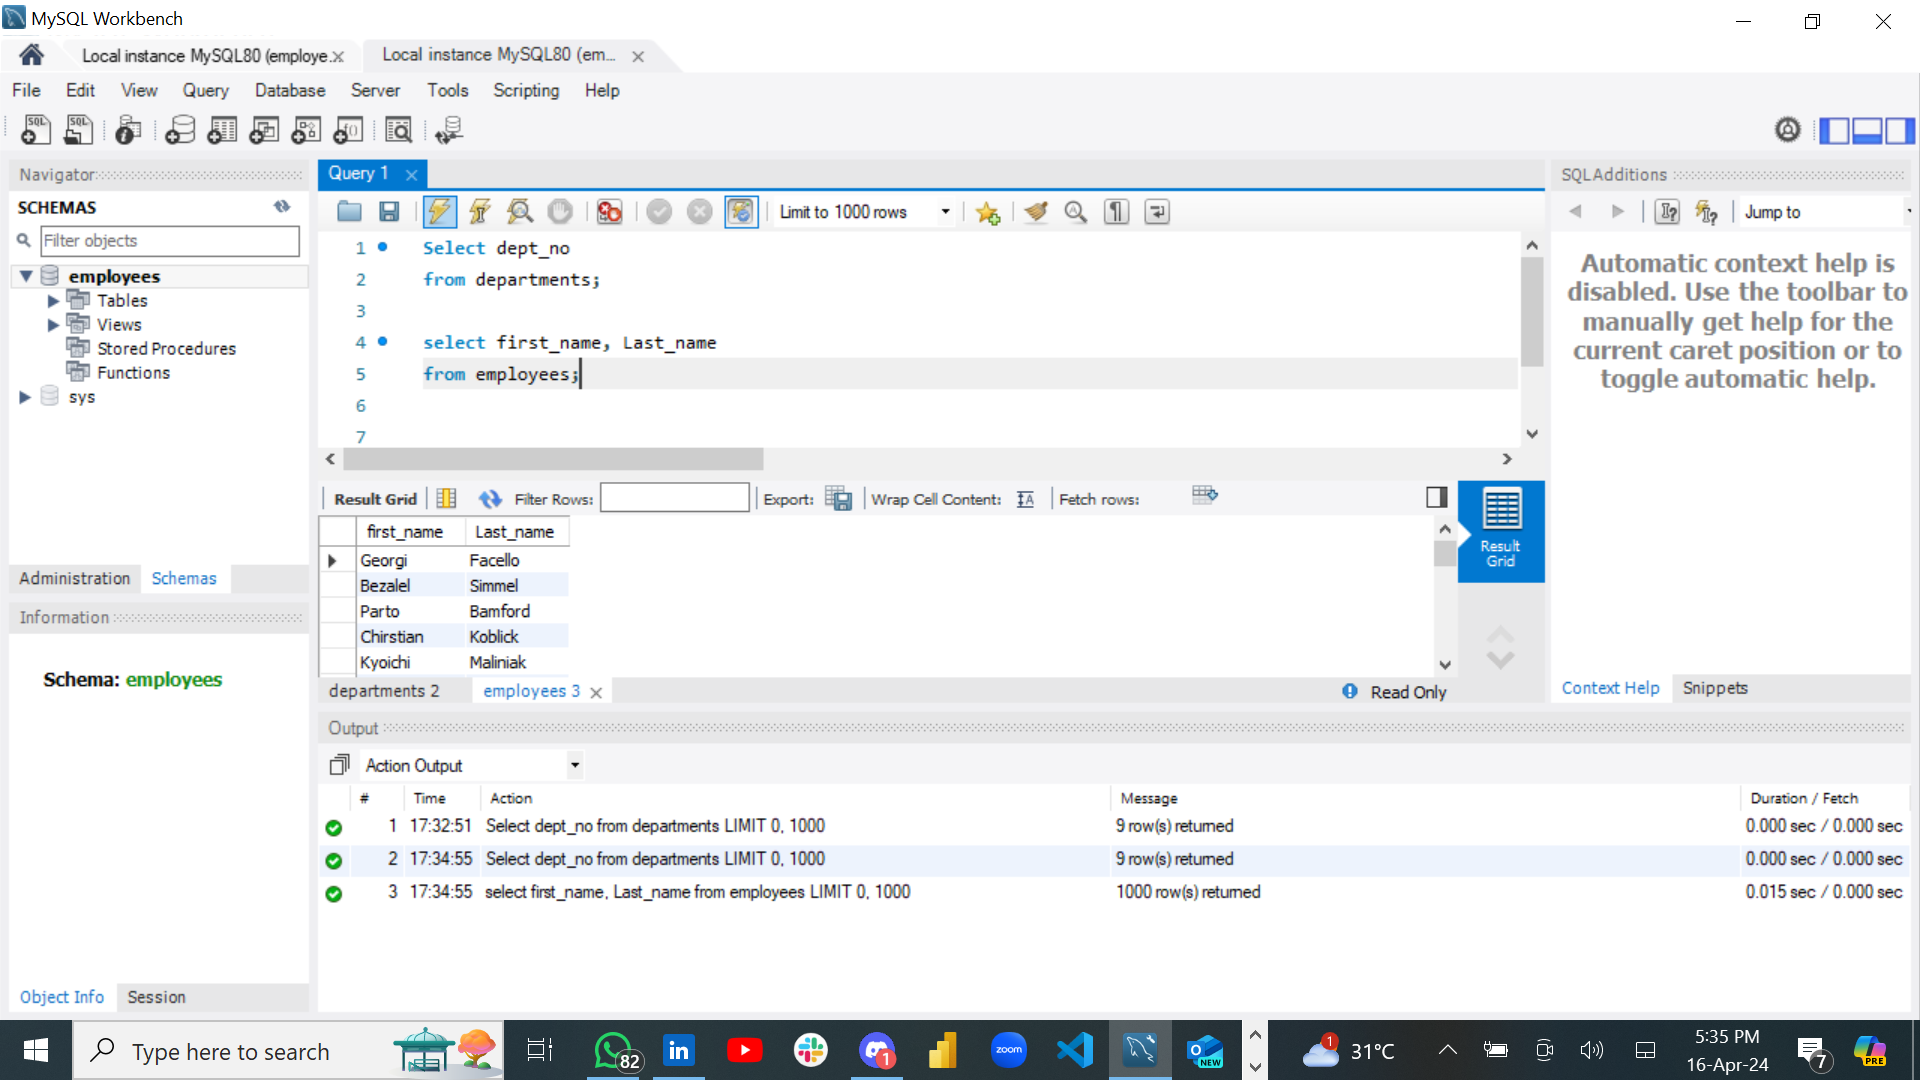 MySQL Workbench
Local instance MySQL80 (employe.x
Local instance MySQL80 (em...
File Edit View Query Database Server Tools Scripting Help
Navigator
SCHEMAS
Filter objects
employees
Tables
Views
Stored Procedures
Functions
sys
Administration Schemas
Information
Schema: employees
Object Info Session
Query 1
Limit to 1000 rows
1 Select dept_no
2 from departments;
3
4 select first_name, Last_name
5 from employees;
6
7
Result Grid Filter Rows: Export: Wrap Cell Content: Fetch rows:
first_name Last_name
Georgi Facello
Bezalel Simmel
Parto Bamford
Chirstian Koblick
Kyoichi Maliniak
Result
Grid
departments 2 employees 3
Read Only
SQLAdditions
Jump to
Automatic context help is
disabled. Use the toolbar to
manually get help for the
current caret position or to
toggle automatic help.
Context Help Snippets
Output
Action Output
# Time Action Message Duration / Fetch
1 17:32:51 Select dept_no from departments LIMIT 0, 1000 9 row(s) returned 0.000 sec / 0.000 sec
2 17:34:55 Select dept_no from departments LIMIT 0, 1000 9 row(s) returned 0.000 sec / 0.000 sec
3 17:34:55 select first_name, Last_name from employees LIMIT 0, 1000 1000 row(s) returned 0.015 sec / 0.000 sec
Type here to search
82
in
1
zoom
NEW
1
31°C
5:35 PM
16-Apr-24
7
PRE